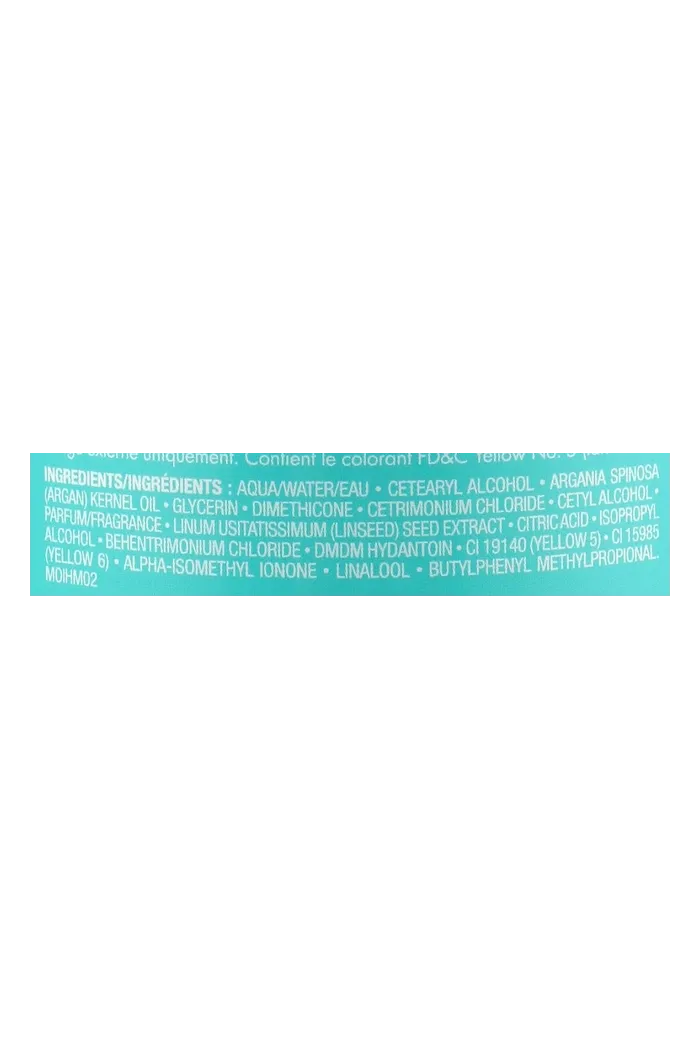 externe uniquement. Contient le colorant FD&C Yellow No. 5
INGREDIENTS/INGRÉDIENTS : AQUA/WATER/EAU • CETEARYL ALCOHOL • ARGANIA SPINOSA
(ARGAN) KERNEL OIL • GLYCERIN • DIMETHICONE • CETRIMONIUM CHLORIDE • CETYL ALCOHOL •
PARFUM/FRAGRANCE • LINUM USITATISSIMUM (LINSEED) SEED EXTRACT • CITRIC ACID • ISOPROPYL
ALCOHOL • BEHENTRIMONIUM CHLORIDE • DMDM HYDANTOIN • CI 19140 (YELLOW 5) • CI 15985
(YELLOW 6) • ALPHA-ISOMETHYL IONONE • LINALOOL • BUTYLPHENYL METHYLPROPIONAL.
MOIHM02